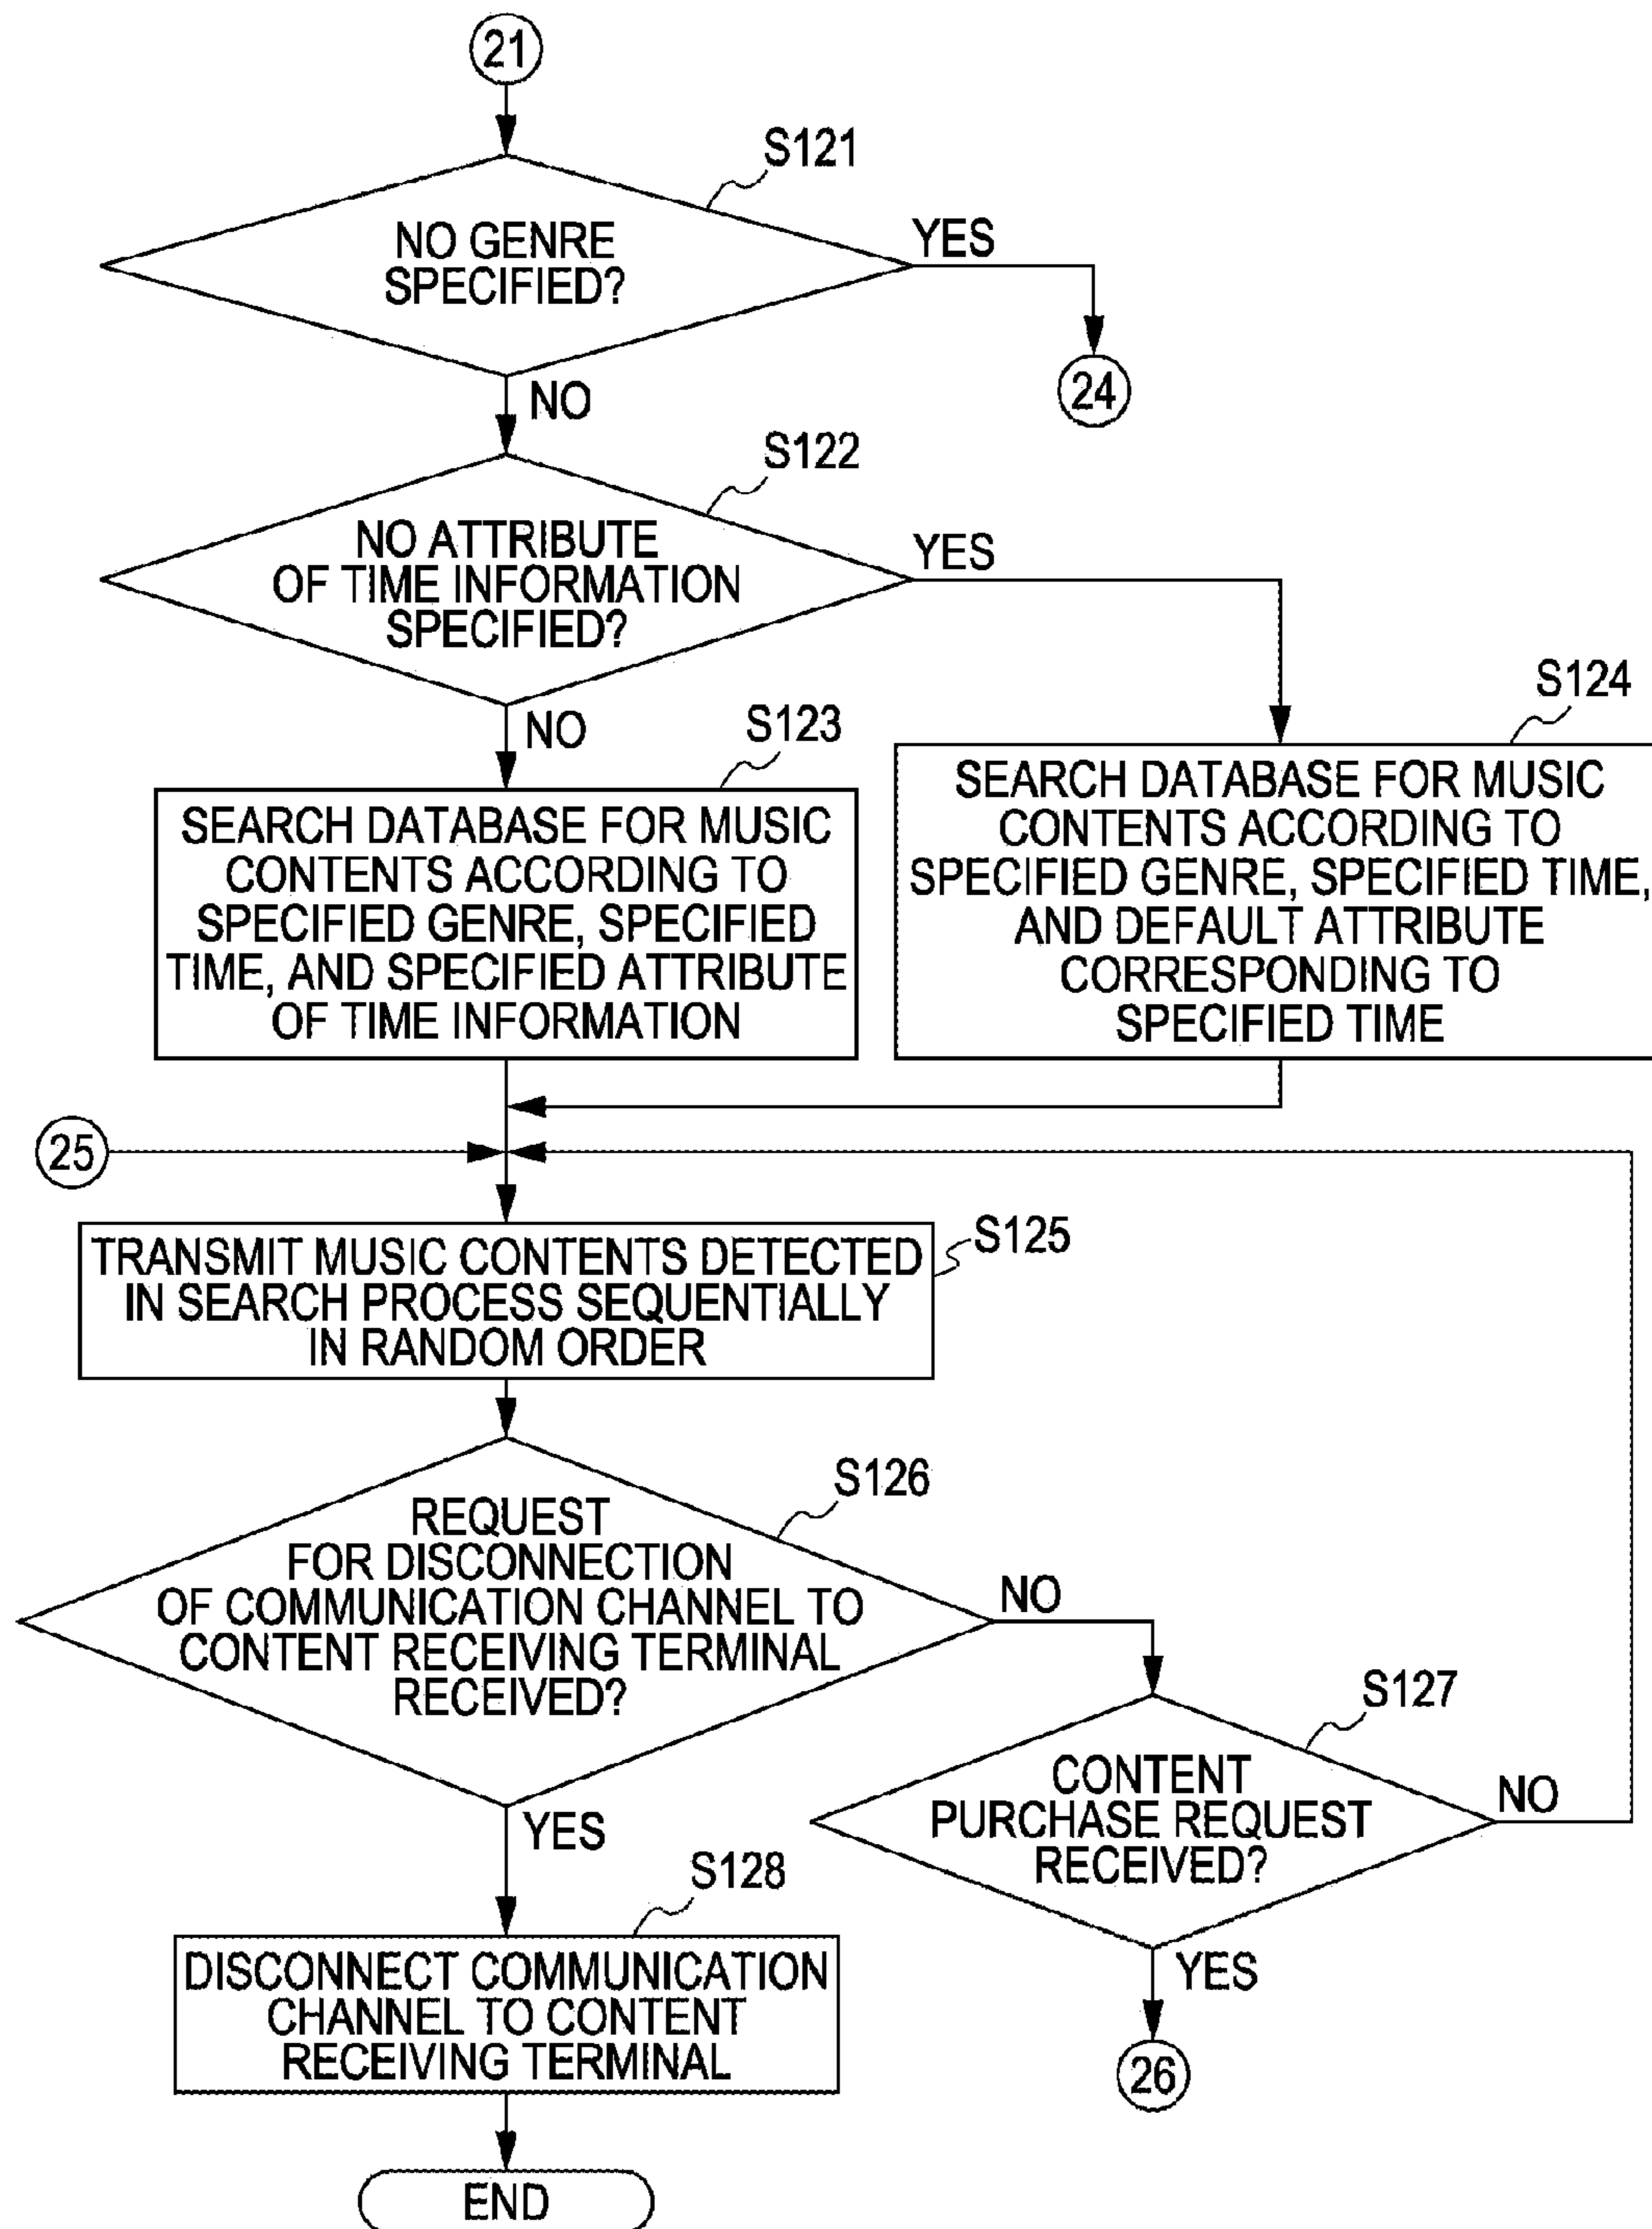 21
S121
NO GENRE
SPECIFIED?
YES
24
NO
S122
NO ATTRIBUTE
OF TIME INFORMATION
SPECIFIED?
YES
NO
S123
SEARCH DATABASE FOR MUSIC
CONTENTS ACCORDING TO
SPECIFIED GENRE, SPECIFIED
TIME, AND SPECIFIED ATTRIBUTE
OF TIME INFORMATION
S124
SEARCH DATABASE FOR MUSIC
CONTENTS ACCORDING TO
SPECIFIED GENRE, SPECIFIED TIME,
AND DEFAULT ATTRIBUTE
CORRESPONDING TO
SPECIFIED TIME
25
TRANSMIT MUSIC CONTENTS DETECTED
IN SEARCH PROCESS SEQUENTIALLY
IN RANDOM ORDER
S125
S126
REQUEST
FOR DISCONNECTION
OF COMMUNICATION CHANNEL TO
CONTENT RECEIVING TERMINAL
RECEIVED?
NO
S127
CONTENT
PURCHASE REQUEST
RECEIVED?
NO
YES
26
YES
S128
DISCONNECT COMMUNICATION
CHANNEL TO CONTENT
RECEIVING TERMINAL
END